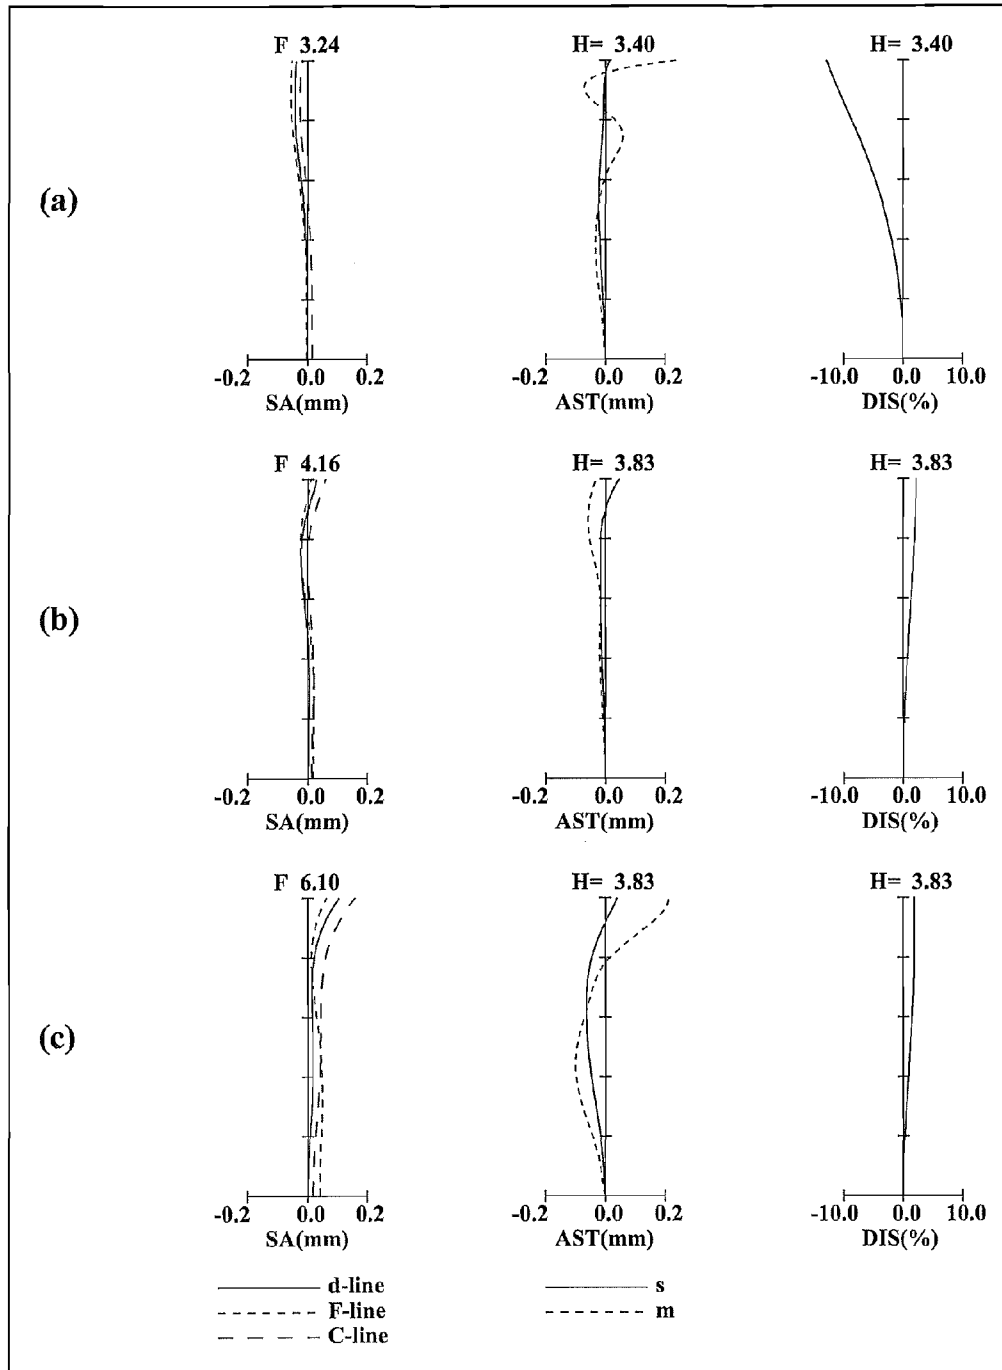 F 3.24 H= 3.40 H= 3.40
(a)
-0.2 0.0 0.2 -0.2 0.0 0.2 -10.0 0.0 10.0
SA(mm) AST(mm) DIS(%)
F 4.16 H= 3.83 H= 3.83
(b)
-0.2 0.0 0.2 -0.2 0.0 0.2 -10.0 0.0 10.0
SA(mm) AST(mm) DIS(%)
F 6.10 H= 3.83 H= 3.83
(c)
-0.2 0.0 0.2 -0.2 0.0 0.2 -10.0 0.0 10.0
SA(mm) AST(mm) DIS(%)
d-line s
F-line m
C-line